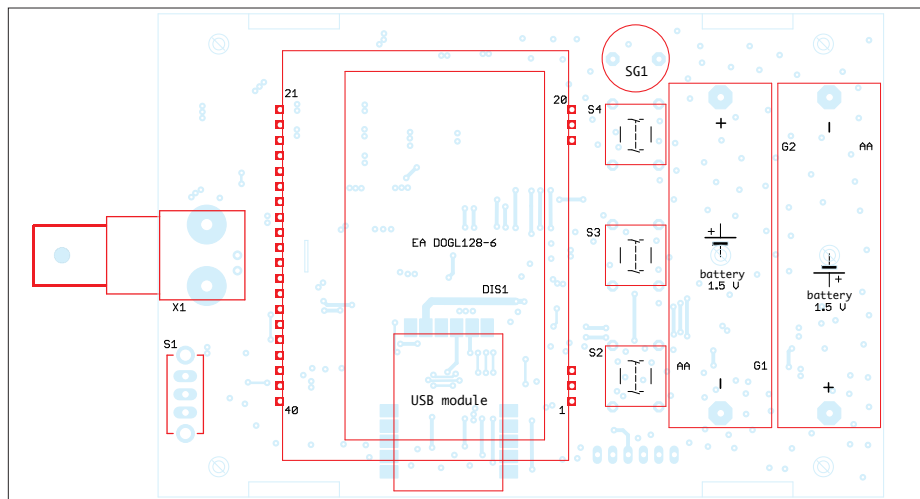 SG1
21
20
S4
+
–
G2
AA
S3
EA DOGL128-6
+
battery
1.5 V
DIS1
+
battery
1.5 V
X1
S1
S2
AA
G1
–
+
USB module
40
1